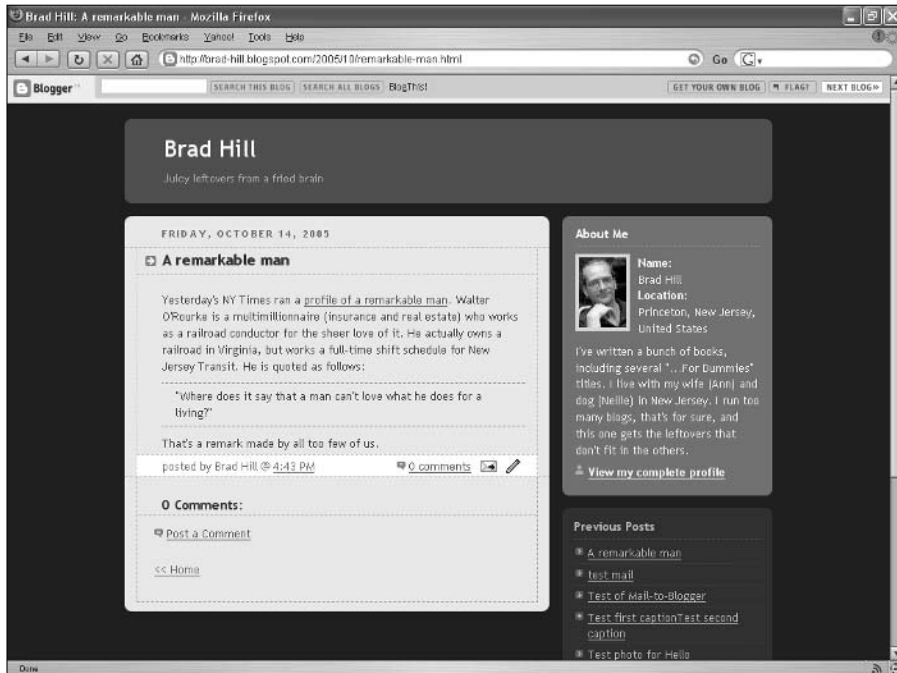 Brad Hill: A remarkable man - Mozilla Firefox
File Edit View Go Bookmarks Yahoo! Tools Help
http://brad-hill.blogspot.com/2005/10/remarkable-man.html Go G
Blogger SEARCH THIS BLOG SEARCH ALL BLOGS BlogThis! GET YOUR OWN BLOG FLAG? NEXT BLOG»
Brad Hill
Juicy leftovers from a fried brain
FRIDAY, OCTOBER 14, 2005
A remarkable man
Yesterday's NY Times ran a profile of a remarkable man. Walter
O'Rourke is a multimillionnaire (insurance and real estate) who works
as a railroad conductor for the sheer love of it. He actually owns a
railroad in Virginia, but works a full-time shift schedule for New
Jersey Transit. He is quoted as follows:
"Where does it say that a man can't love what he does for a
living?"
That's a remark made by all too few of us.
posted by Brad Hill @ 4:43 PM 0 comments
0 Comments:
Post a Comment
<< Home
About Me
Name:
Brad Hill
Location:
Princeton, New Jersey,
United States
I've written a bunch of books,
including several "...For Dummies"
titles. I live with my wife (Ann) and
dog (Nellie) in New Jersey. I run too
many blogs, that's for sure, and
this one gets the leftovers that
don't fit in the others.
View my complete profile
Previous Posts
A remarkable man
test mail
Test of Mail-to-Blogger
Test first captionTest second
caption
Test photo for Hello
Done